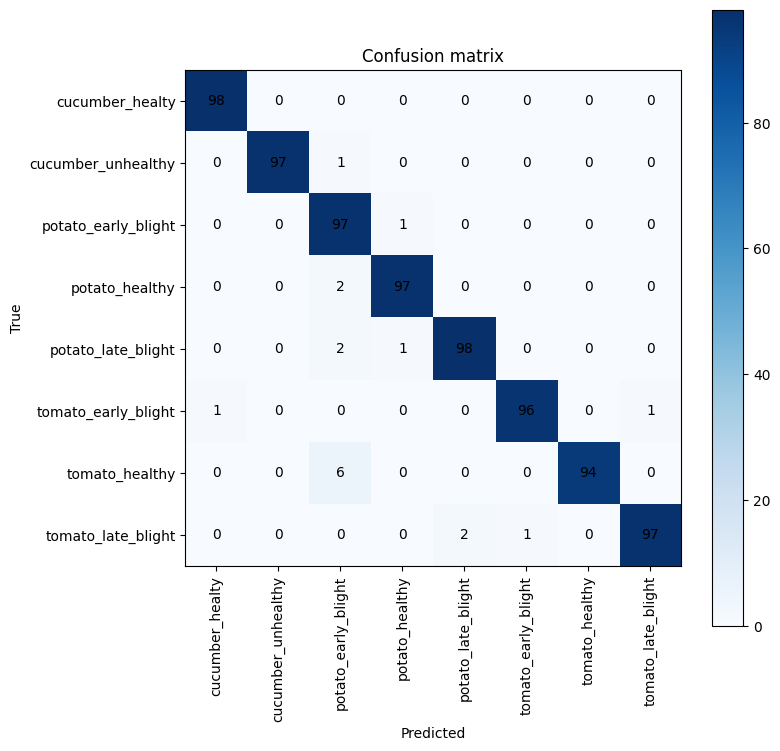 Confusion matrix
cucumber_healty 98 0 0 0 0 0 0 0
cucumber_unhealthy 0 97 1 0 0 0 0 0
potato_early_blight 0 0 97 1 0 0 0 0
potato_healthy 0 0 2 97 0 0 0 0
potato_late_blight 0 0 2 1 98 0 0 0
tomato_early_blight 1 0 0 0 0 96 0 1
tomato_healthy 0 0 6 0 0 0 94 0
tomato_late_blight 0 0 0 0 2 1 0 97
True
cucumber_healty
cucumber_unhealthy
potato_early_blight
potato_healthy
potato_late_blight
tomato_early_blight
tomato_healthy
tomato_late_blight
Predicted
80
60
40
20
0